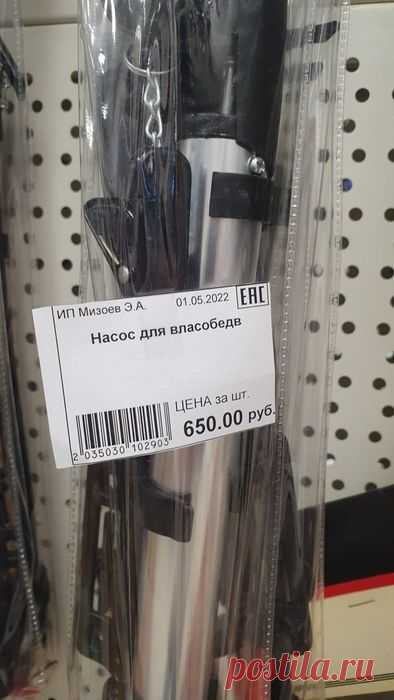 ИП Мизоев Э.А. 01.05.2022 EAC
Насос для власобедв
ЦЕНА за шт.
650.00 руб.
2 035030 102903
postila.ru